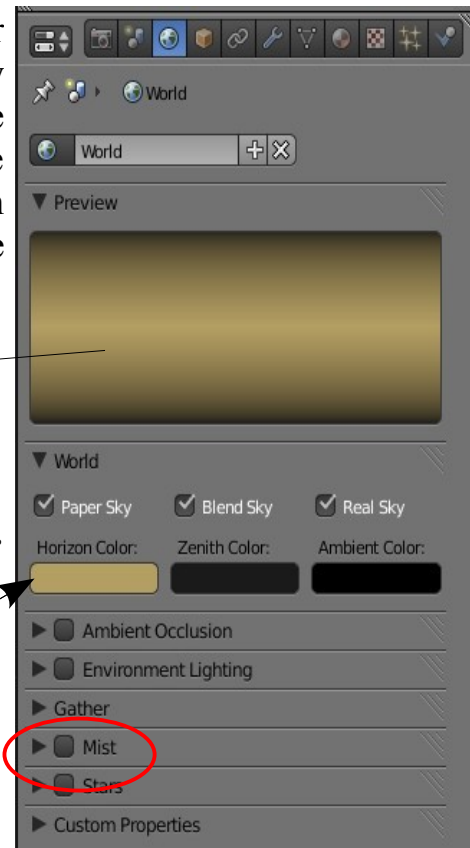 World
World
Preview
World
Paper Sky Blend Sky Real Sky
Horizon Color: Zenith Color: Ambient Color:
Ambient Occlusion
Environment Lighting
Gather
Mist
Stars
Custom Properties